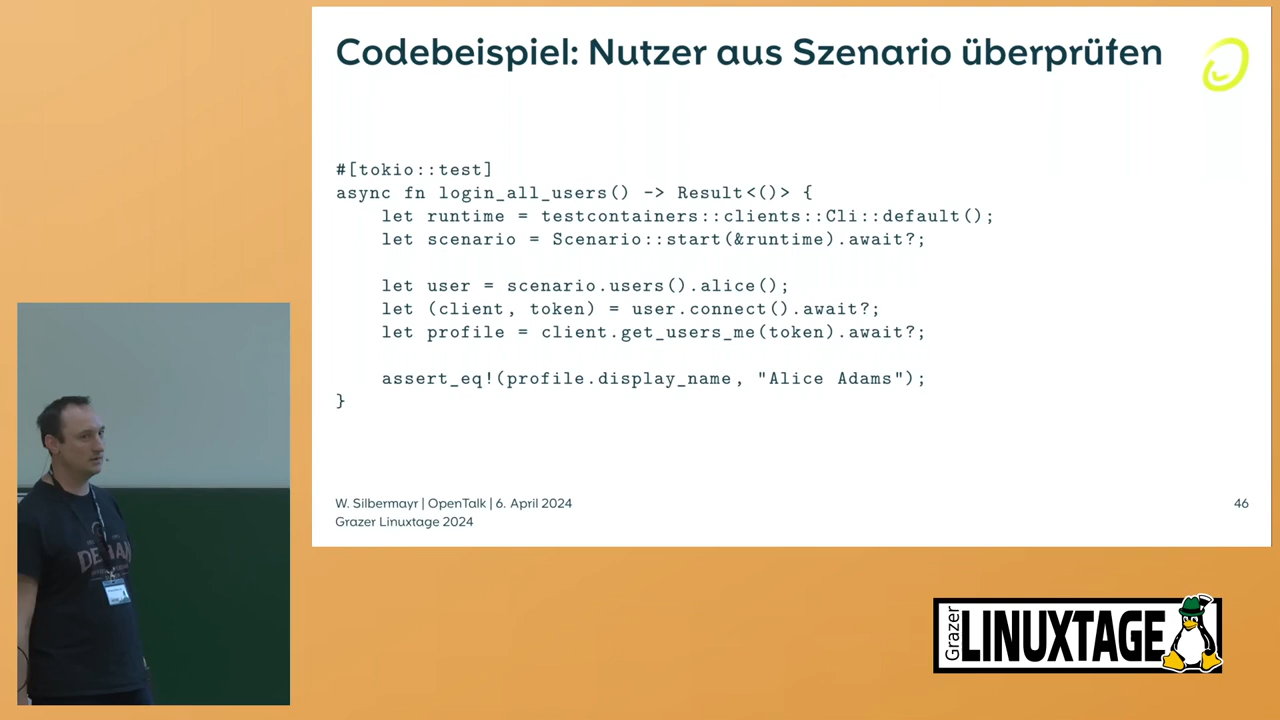 Codebeispiel: Nutzer aus Szenario überprüfen
#[tokio::test]
async fn login_all_users() -> Result<()> {
    let runtime = testcontainers::clients::Cli::default();
    let scenario = Scenario::start(&runtime).await?;
    let user = scenario.users().alice();
    let (client, token) = user.connect().await?;
    let profile = client.get_users_me(token).await?;
    assert_eq!(profile.display_name, "Alice Adams");
}
W. Silbermayr | OpenTalk | 6. April 2024
Grazer Linuxtage 2024
46
Grazer
LINUXTAGE